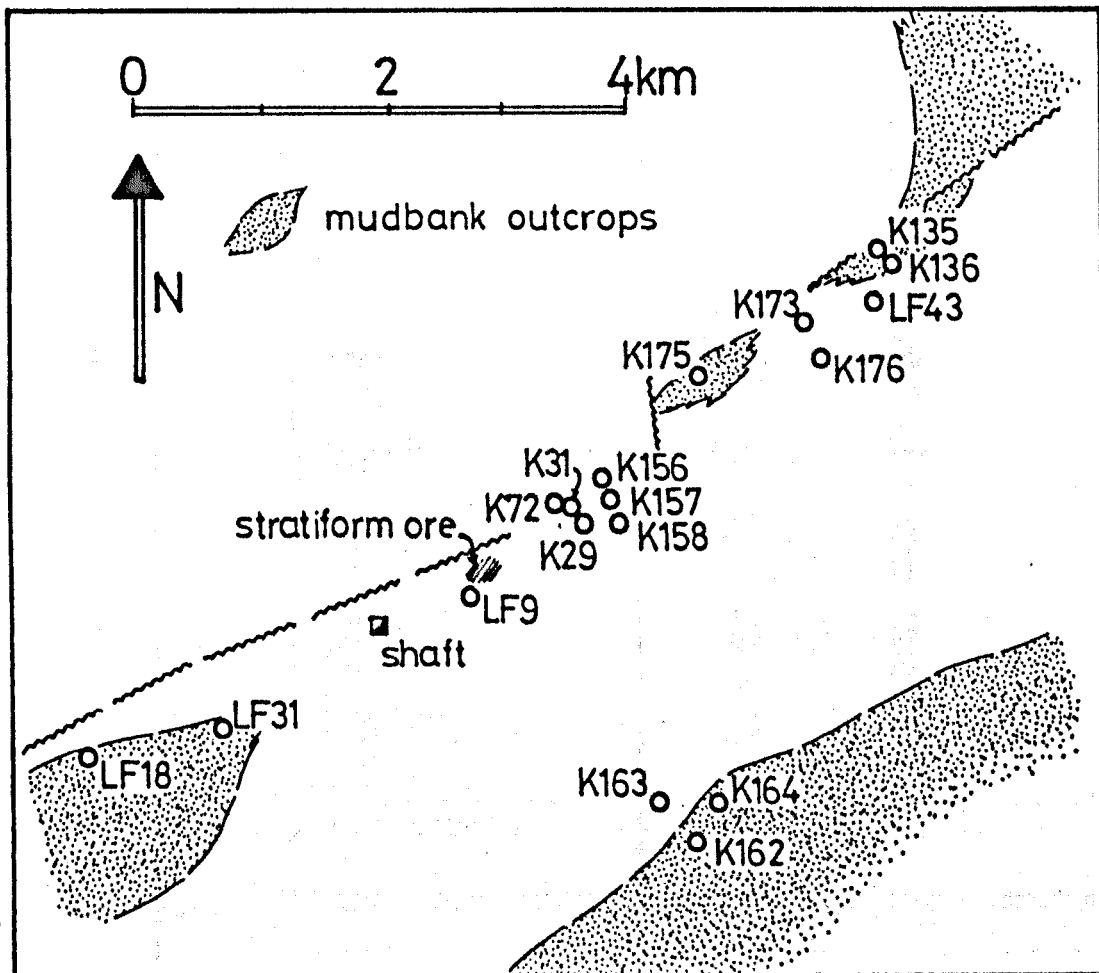 0 2 4km
N
mudbank outcrops
K135
K136
LF43
K173
K176
K175
K31
K156
K72
K157
K29
K158
stratiform ore
LF9
shaft
LF31
LF18
K163
K164
K162